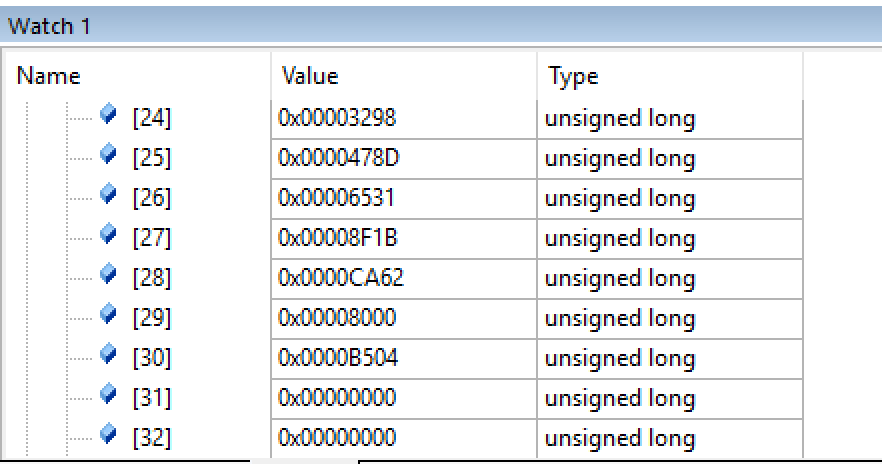 Watch 1
Name Value Type
[24] 0x00003298 unsigned long
[25] 0x0000478D unsigned long
[26] 0x00006531 unsigned long
[27] 0x00008F1B unsigned long
[28] 0x0000CA62 unsigned long
[29] 0x00008000 unsigned long
[30] 0x0000B504 unsigned long
[31] 0x00000000 unsigned long
[32] 0x00000000 unsigned long